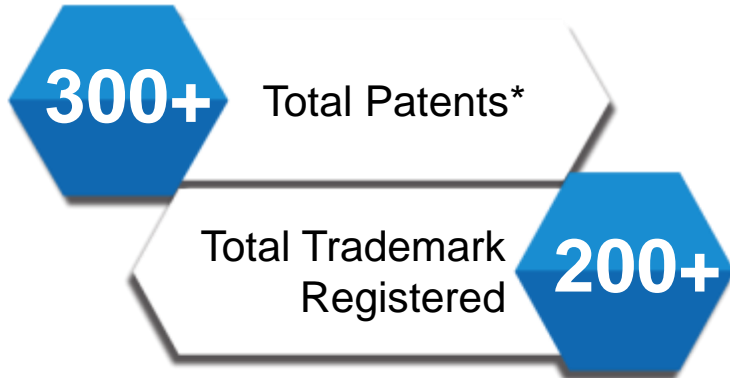 300+
Total Patents*
Total Trademark
Registered
200+